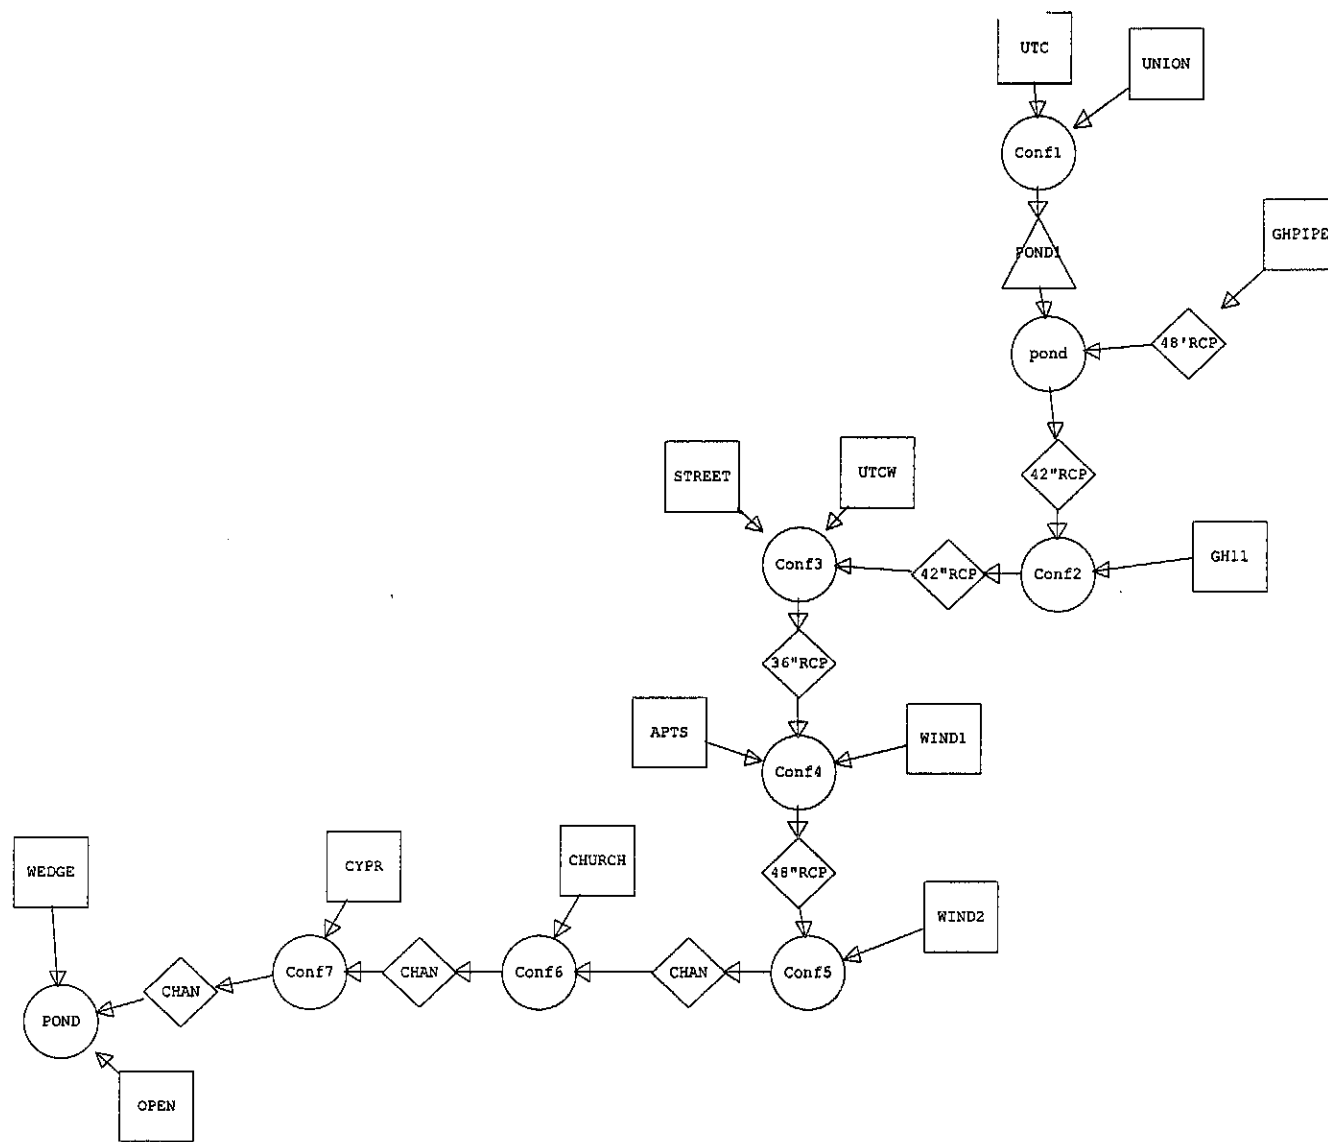 UTC
UNION
Conf1
GHPIPE
POND1
pond
48'RCP
STREET
UTCW
42"RCP
Conf3
42"RCP
Conf2
GH11
36"RCP
APTS
WIND1
Conf4
WEDGE
CYPR
CHURCH
48"RCP
WIND2
Conf7
CHAN
Conf6
CHAN
Conf5
CHAN
POND
OPEN